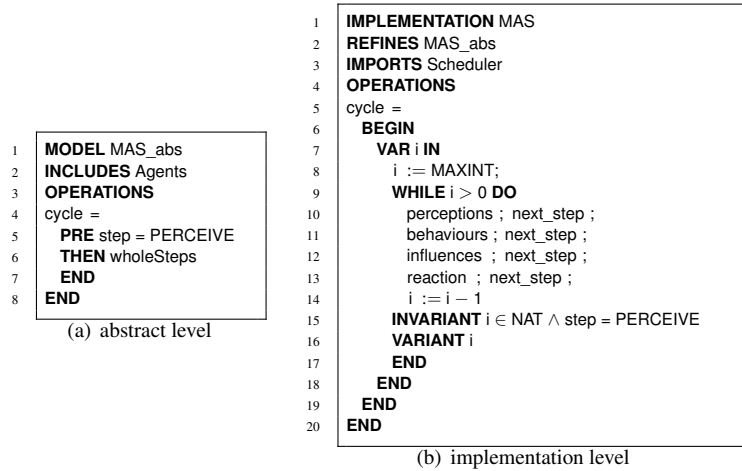 1 MODEL MAS_abs
2 INCLUDES Agents
3 OPERATIONS
4 cycle =
5 PRE step = PERCEIVE
6 THEN wholeSteps
7 END
8 END
(a) abstract level
1 IMPLEMENTATION MAS
2 REFINES MAS_abs
3 IMPORTS Scheduler
4 OPERATIONS
5 cycle =
6 BEGIN
7 VAR i IN
8 i := MAXINT;
9 WHILE i > 0 DO
10 perceptions ; next_step ;
11 behaviours ; next_step ;
12 influences ; next_step ;
13 reaction ; next_step ;
14 i := i − 1
15 INVARIANT i ∈ NAT ∧ step = PERCEIVE
16 VARIANT i
17 END
18 END
19 END
20 END
(b) implementation level